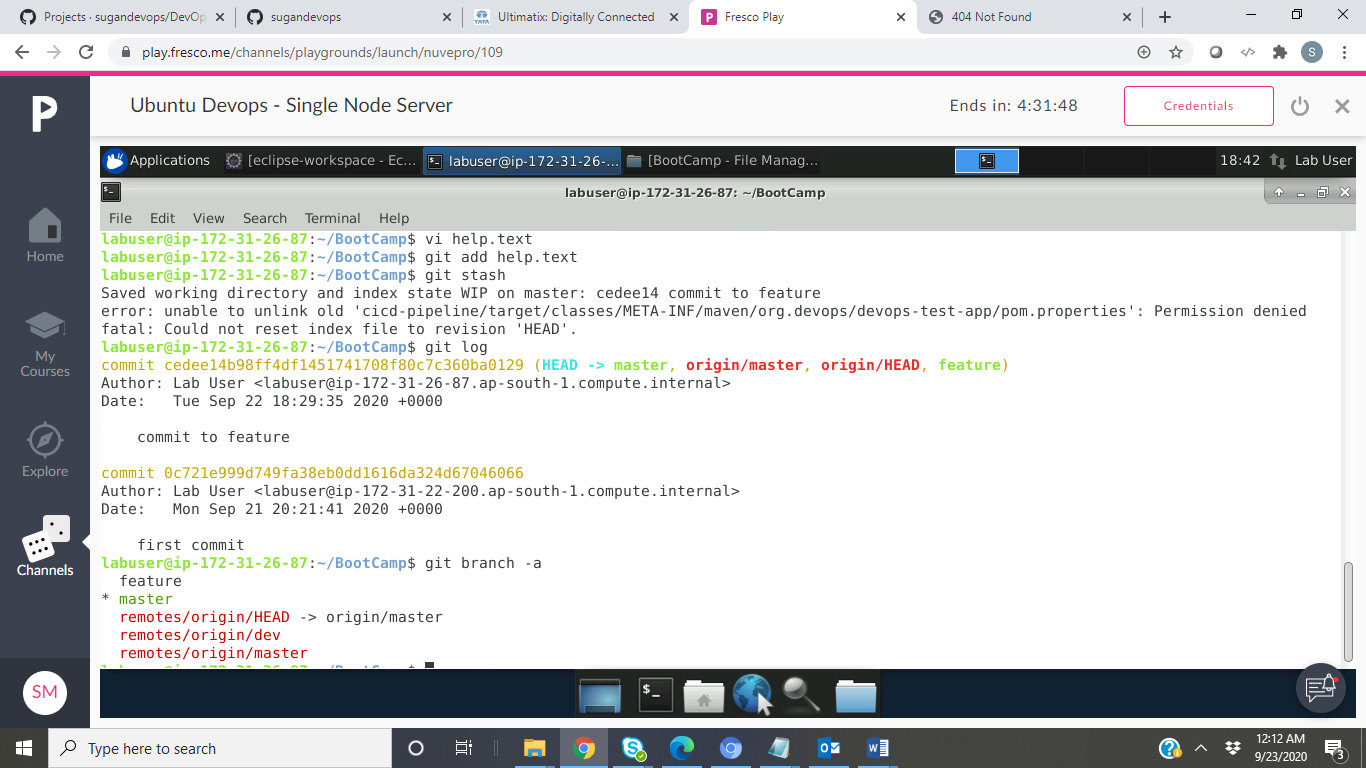 Projects · sugandevops/DevOp
sugandevops
TATA
Ultimatix: Digitally Connected
Fresco Play
404 Not Found
play.fresco.me/channels/playgrounds/launch/nuvepro/109
S
P
Ubuntu Devops - Single Node Server
Ends in: 4:31:48
Credentials
Home
My Courses
Explore
Channels
SM
Applications
[eclipse-workspace - Ec...
labuser@ip-172-31-26-...
[BootCamp - File Manag...
18:42
Lab User
labuser@ip-172-31-26-87: ~/BootCamp
File Edit View Search Terminal Help
labuser@ip-172-31-26-87:~/BootCamp$ vi help.text
labuser@ip-172-31-26-87:~/BootCamp$ git add help.text
labuser@ip-172-31-26-87:~/BootCamp$ git stash
Saved working directory and index state WIP on master: cedee14 commit to feature
error: unable to unlink old 'cicd-pipeline/target/classes/META-INF/maven/org.devops/devops-test-app/pom.properties': Permission denied
fatal: Could not reset index file to revision 'HEAD'.
labuser@ip-172-31-26-87:~/BootCamp$ git log
commit cedee14b98ff4df1451741708f80c7c360ba0129 (HEAD -> master, origin/master, origin/HEAD, feature)
Author: Lab User <labuser@ip-172-31-26-87.ap-south-1.compute.internal>
Date:   Tue Sep 22 18:29:35 2020 +0000
commit to feature
commit 0c721e999d749fa38eb0dd1616da324d67046066
Author: Lab User <labuser@ip-172-31-22-200.ap-south-1.compute.internal>
Date:   Mon Sep 21 20:21:41 2020 +0000
first commit
labuser@ip-172-31-26-87:~/BootCamp$ git branch -a
feature
* master
remotes/origin/HEAD -> origin/master
remotes/origin/dev
remotes/origin/master
labuser@ip-172-31-26-87:~/BootCamp$
Type here to search
12:12 AM
9/23/2020
3